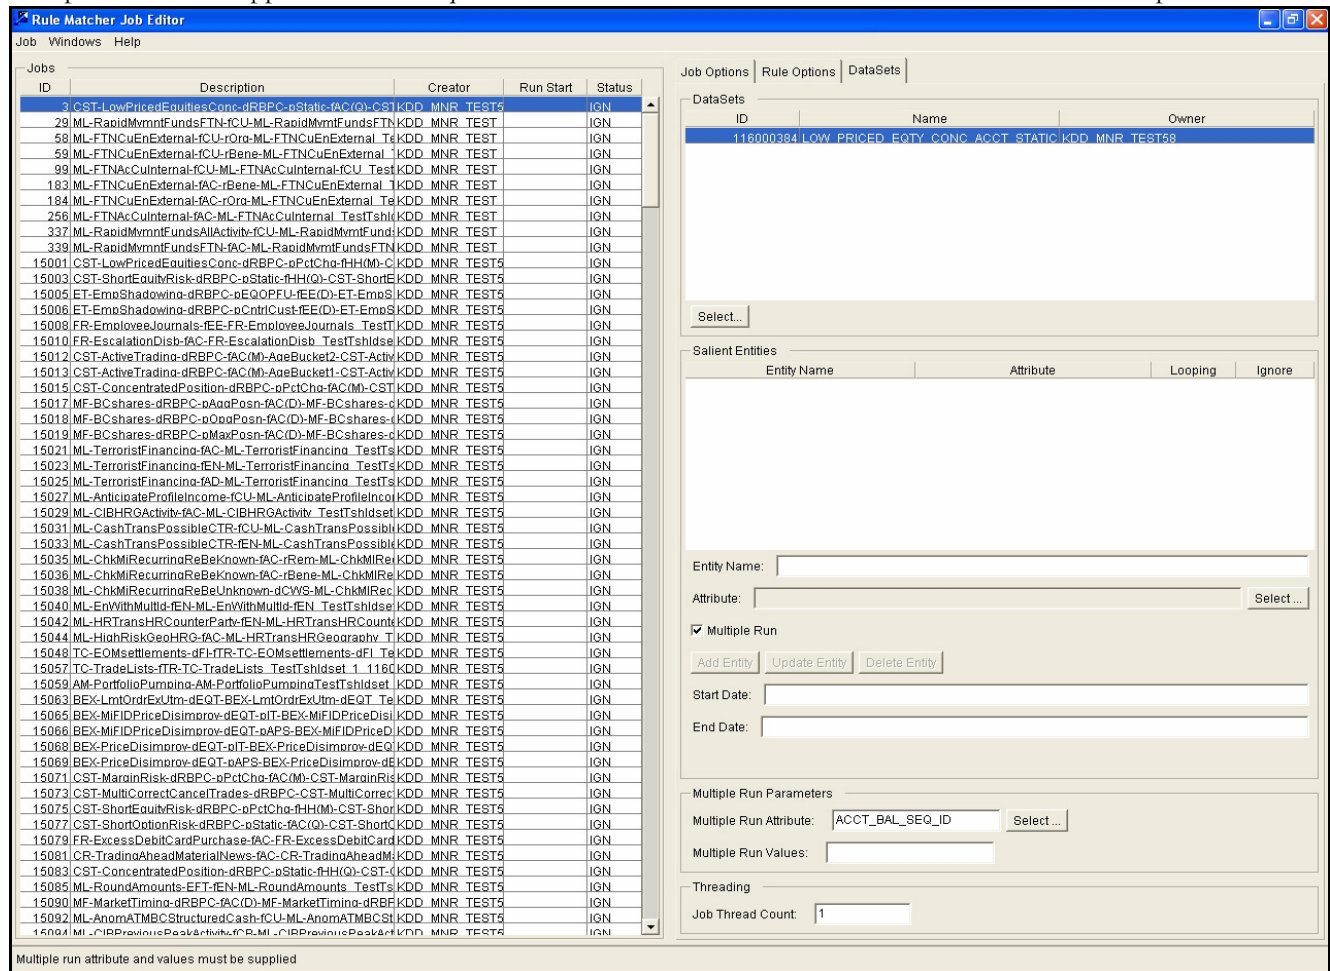 Rule Matcher Job Editor
Job Windows Help
Jobs
ID Description Creator Run Start Status
3 CST-LowPricedEquitiesConc-dRBPC-pStatic-fAC(Q)-CST KDD_MNR_TEST5 IGN
29 ML-RapidMvmntFundsFTN-fCU-ML-RapidMvmtFundsFTN KDD_MNR_TEST IGN
58 ML-FTNCuEnExternal-fCU-rOrg-ML-FTNCuEnExternal_Te KDD_MNR_TEST IGN
59 ML-FTNCuEnExternal-fCU-rBene-ML-FTNCuEnExternal_ KDD_MNR_TEST IGN
99 ML-FTNAcCuInternal-fCU-ML-FTNAcCuInternal-fCU_Test KDD_MNR_TEST IGN
183 ML-FTNCuEnExternal-fAC-rBene-ML-FTNCuEnExternal_T KDD_MNR_TEST IGN
184 ML-FTNCuEnExternal-fAC-rOrg-ML-FTNCuEnExternal_Te KDD_MNR_TEST IGN
256 ML-FTNAcCuInternal-fAC-ML-FTNAcCuInternal_TestTshld KDD_MNR_TEST IGN
337 ML-RapidMvmntFundsAllActivity-fCU-ML-RapidMvmtFund KDD_MNR_TEST IGN
339 ML-RapidMvmntFundsFTN-fAC-ML-RapidMvmtFundsFTN KDD_MNR_TEST IGN
15001 CST-LowPricedEquitiesConc-dRBPC-pPctChg-fHH(M)-C KDD_MNR_TEST5 IGN
15003 CST-ShortEquityRisk-dRBPC-pStatic-fHH(Q)-CST-ShortE KDD_MNR_TEST5 IGN
15005 ET-EmpShadowing-dRBPC-pEQOPFU-fEE(D)-ET-EmpS KDD_MNR_TEST5 IGN
15006 ET-EmpShadowing-dRBPC-pCntrlCust-fEE(D)-ET-EmpS KDD_MNR_TEST5 IGN
15008 FR-EmployeeJournals-fEE-FR-EmployeeJournals_TestT KDD_MNR_TEST5 IGN
15010 FR-EscalationDisb-fAC-FR-EscalationDisb_TestTshldse KDD_MNR_TEST5 IGN
15012 CST-ActiveTrading-dRBPC-fAC(M)-AgeBucket2-CST-Activ KDD_MNR_TEST5 IGN
15013 CST-ActiveTrading-dRBPC-fAC(M)-AgeBucket1-CST-Activ KDD_MNR_TEST5 IGN
15015 CST-ConcentratedPosition-dRBPC-pPctChg-fAC(M)-CST KDD_MNR_TEST5 IGN
15017 MF-BCshares-dRBPC-pAggPosn-fAC(D)-MF-BCshares-d KDD_MNR_TEST5 IGN
15018 MF-BCshares-dRBPC-pOpgPosn-fAC(D)-MF-BCshares- KDD_MNR_TEST5 IGN
15019 MF-BCshares-dRBPC-pMaxPosn-fAC(D)-MF-BCshares-d KDD_MNR_TEST5 IGN
15021 ML-TerroristFinancing-fAC-ML-TerroristFinancing_TestTs KDD_MNR_TEST5 IGN
15023 ML-TerroristFinancing-fEN-ML-TerroristFinancing_TestTs KDD_MNR_TEST5 IGN
15025 ML-TerroristFinancing-fAD-ML-TerroristFinancing_TestTs KDD_MNR_TEST5 IGN
15027 ML-AnticipateProfileIncome-fCU-ML-AnticipateProfileInco KDD_MNR_TEST5 IGN
15029 ML-CIBHRGActivity-fAC-ML-CIBHRGActivity_TestTshldset KDD_MNR_TEST5 IGN
15031 ML-CashTransPossibleCTR-fCU-ML-CashTransPossibl KDD_MNR_TEST5 IGN
15033 ML-CashTransPossibleCTR-fEN-ML-CashTransPossible KDD_MNR_TEST5 IGN
15035 ML-ChkMIRecurringReBeKnown-fAC-rRem-ML-ChkMIRe KDD_MNR_TEST5 IGN
15036 ML-ChkMIRecurringReBeKnown-fAC-rBene-ML-ChkMIRe KDD_MNR_TEST5 IGN
15038 ML-ChkMIRecurringReBeUnknown-dCWS-ML-ChkMIRec KDD_MNR_TEST5 IGN
15040 ML-EnWithMultId-fEN-ML-EnWithMultId-fEN_TestTshldse KDD_MNR_TEST5 IGN
15042 ML-HRTransHRCounterParty-fEN-ML-HRTransHRCounte KDD_MNR_TEST5 IGN
15044 ML-HighRiskGeoHRG-fAC-ML-HRTransHRGeography_T KDD_MNR_TEST5 IGN
15048 TC-EOMsettlements-dFI-fTR-TC-EOMsettlements-dFI_Te KDD_MNR_TEST5 IGN
15057 TC-TradeLists-fTR-TC-TradeLists_TestTshldset_1_1160 KDD_MNR_TEST5 IGN
15059 AM-PortfolioPumping-AM-PortfolioPumpingTestTshldset_ KDD_MNR_TEST5 IGN
15063 BEX-LmtOrdrExUtm-dEQT-BEX-LmtOrdrExUtm-dEQT_Te KDD_MNR_TEST5 IGN
15065 BEX-MiFIDPriceDisimprov-dEQT-pIT-BEX-MiFIDPriceDisi KDD_MNR_TEST5 IGN
15066 BEX-MiFIDPriceDisimprov-dEQT-pAPS-BEX-MiFIDPriceD KDD_MNR_TEST5 IGN
15068 BEX-PriceDisimprov-dEQT-pIT-BEX-PriceDisimprov-dEQ KDD_MNR_TEST5 IGN
15069 BEX-PriceDisimprov-dEQT-pAPS-BEX-PriceDisimprov-d KDD_MNR_TEST5 IGN
15071 CST-MarginRisk-dRBPC-pPctChg-fAC(M)-CST-MarginRis KDD_MNR_TEST5 IGN
15073 CST-MultiCorrectCancelTrades-dRBPC-CST-MultiCorrec KDD_MNR_TEST5 IGN
15075 CST-ShortEquityRisk-dRBPC-pPctChg-fHH(M)-CST-Shor KDD_MNR_TEST5 IGN
15077 CST-ShortOptionRisk-dRBPC-pStatic-fAC(Q)-CST-ShortO KDD_MNR_TEST5 IGN
15079 FR-ExcessDebitCardPurchase-fAC-FR-ExcessDebitCard KDD_MNR_TEST5 IGN
15081 CR-TradingAheadMaterialNews-fAC-CR-TradingAheadM KDD_MNR_TEST5 IGN
15083 CST-ConcentratedPosition-dRBPC-pStatic-fHH(Q)-CST- KDD_MNR_TEST5 IGN
15085 ML-RoundAmounts-EFT-fEN-ML-RoundAmounts_TestTs KDD_MNR_TEST5 IGN
15090 MF-MarketTiming-dRBPC-fAC(D)-MF-MarketTiming-dRBF KDD_MNR_TEST5 IGN
15092 ML-AnomATMBCStructuredCash-fCU-ML-AnomATMBCSt KDD_MNR_TEST5 IGN
15094 ML-CIBPreviousPeakActivity-fCB-ML-CIBPreviousPeakAct KDD_MNR_TEST5 IGN
Job Options Rule Options DataSets
DataSets
ID Name Owner
116000384 LOW_PRICED_EQTY_CONC_ACCT_STATIC KDD_MNR_TEST58
Select...
Salient Entities
Entity Name Attribute Looping Ignore
Entity Name:
Attribute: Select ...
Multiple Run
Add Entity Update Entity Delete Entity
Start Date:
End Date:
Multiple Run Parameters
Multiple Run Attribute: ACCT_BAL_SEQ_ID Select ...
Multiple Run Values:
Threading
Job Thread Count: 1
Multiple run attribute and values must be supplied